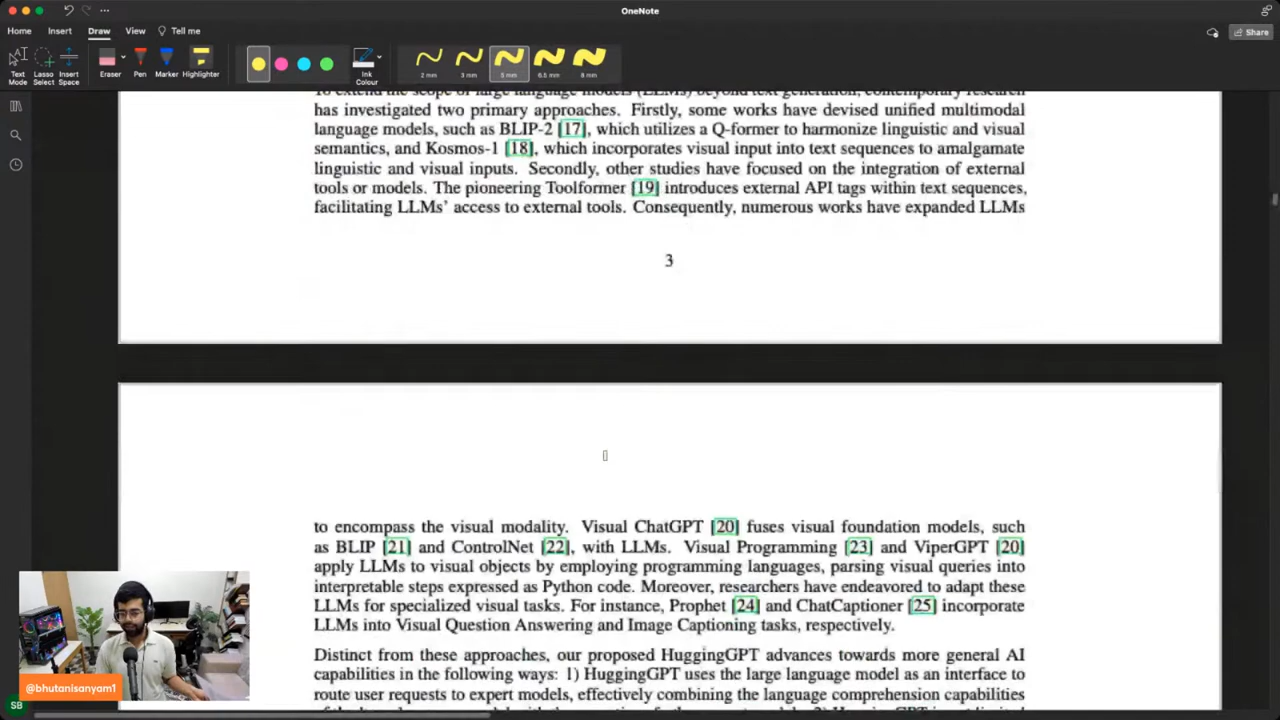 OneNote
Home Insert Draw View Tell me
Share
Text Mode
Lasso Select
Insert Space
Eraser
Pen
Marker
Highlighter
Ink Colour
2 mm
3 mm
5 mm
6.5 mm
8 mm
To extend the scope of large language models (LLMs) beyond text generation, contemporary research
has investigated two primary approaches. Firstly, some works have devised unified multimodal
language models, such as BLIP-2 [17], which utilizes a Q-former to harmonize linguistic and visual
semantics, and Kosmos-1 [18], which incorporates visual input into text sequences to amalgamate
linguistic and visual inputs. Secondly, other studies have focused on the integration of external
tools or models. The pioneering Toolformer [19] introduces external API tags within text sequences,
facilitating LLMs’ access to external tools. Consequently, numerous works have expanded LLMs
3
to encompass the visual modality. Visual ChatGPT [20] fuses visual foundation models, such
as BLIP [21] and ControlNet [22], with LLMs. Visual Programming [23] and ViperGPT [20]
apply LLMs to visual objects by employing programming languages, parsing visual queries into
interpretable steps expressed as Python code. Moreover, researchers have endeavored to adapt these
LLMs for specialized visual tasks. For instance, Prophet [24] and ChatCaptioner [25] incorporate
LLMs into Visual Question Answering and Image Captioning tasks, respectively.
Distinct from these approaches, our proposed HuggingGPT advances towards more general AI
capabilities in the following ways: 1) HuggingGPT uses the large language model as an interface to
route user requests to expert models, effectively combining the language comprehension capabilities
@bhutanisanyam1
SB